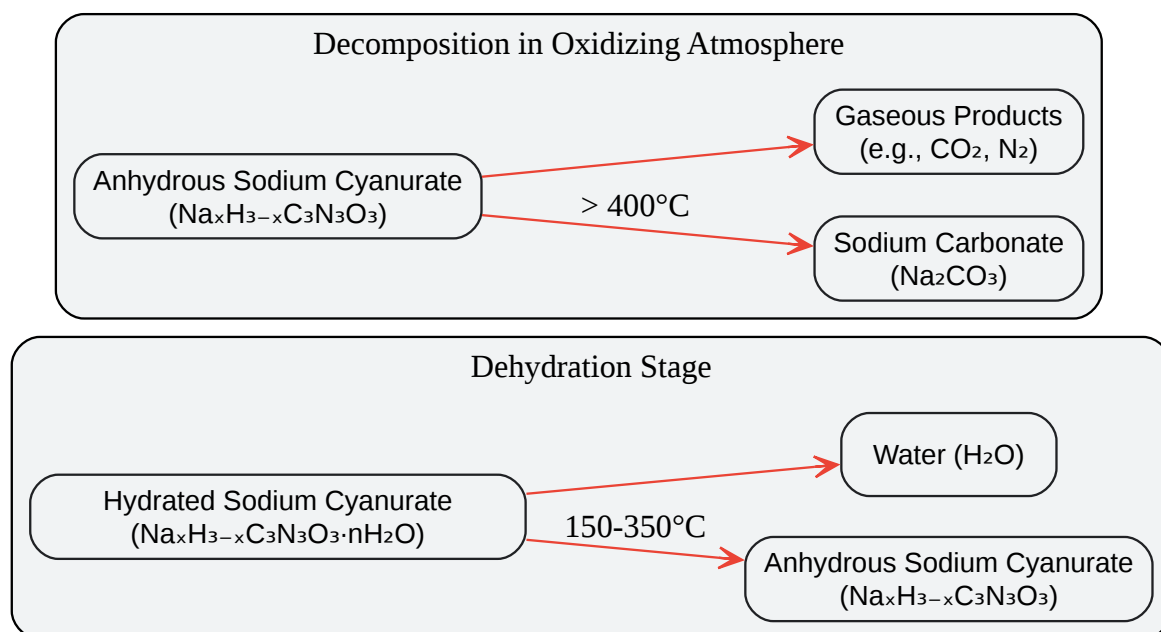 Decomposition in Oxidizing Atmosphere
Gaseous Products
(e.g., CO₂, N₂)
Anhydrous Sodium Cyanurate
(NaₓH₃₋ₓC₃N₃O₃)
> 400°C
Sodium Carbonate
(Na₂CO₃)
Dehydration Stage
Water (H₂O)
Hydrated Sodium Cyanurate
(NaₓH₃₋ₓC₃N₃O₃·nH₂O)
150-350°C
Anhydrous Sodium Cyanurate
(NaₓH₃₋ₓC₃N₃O₃)